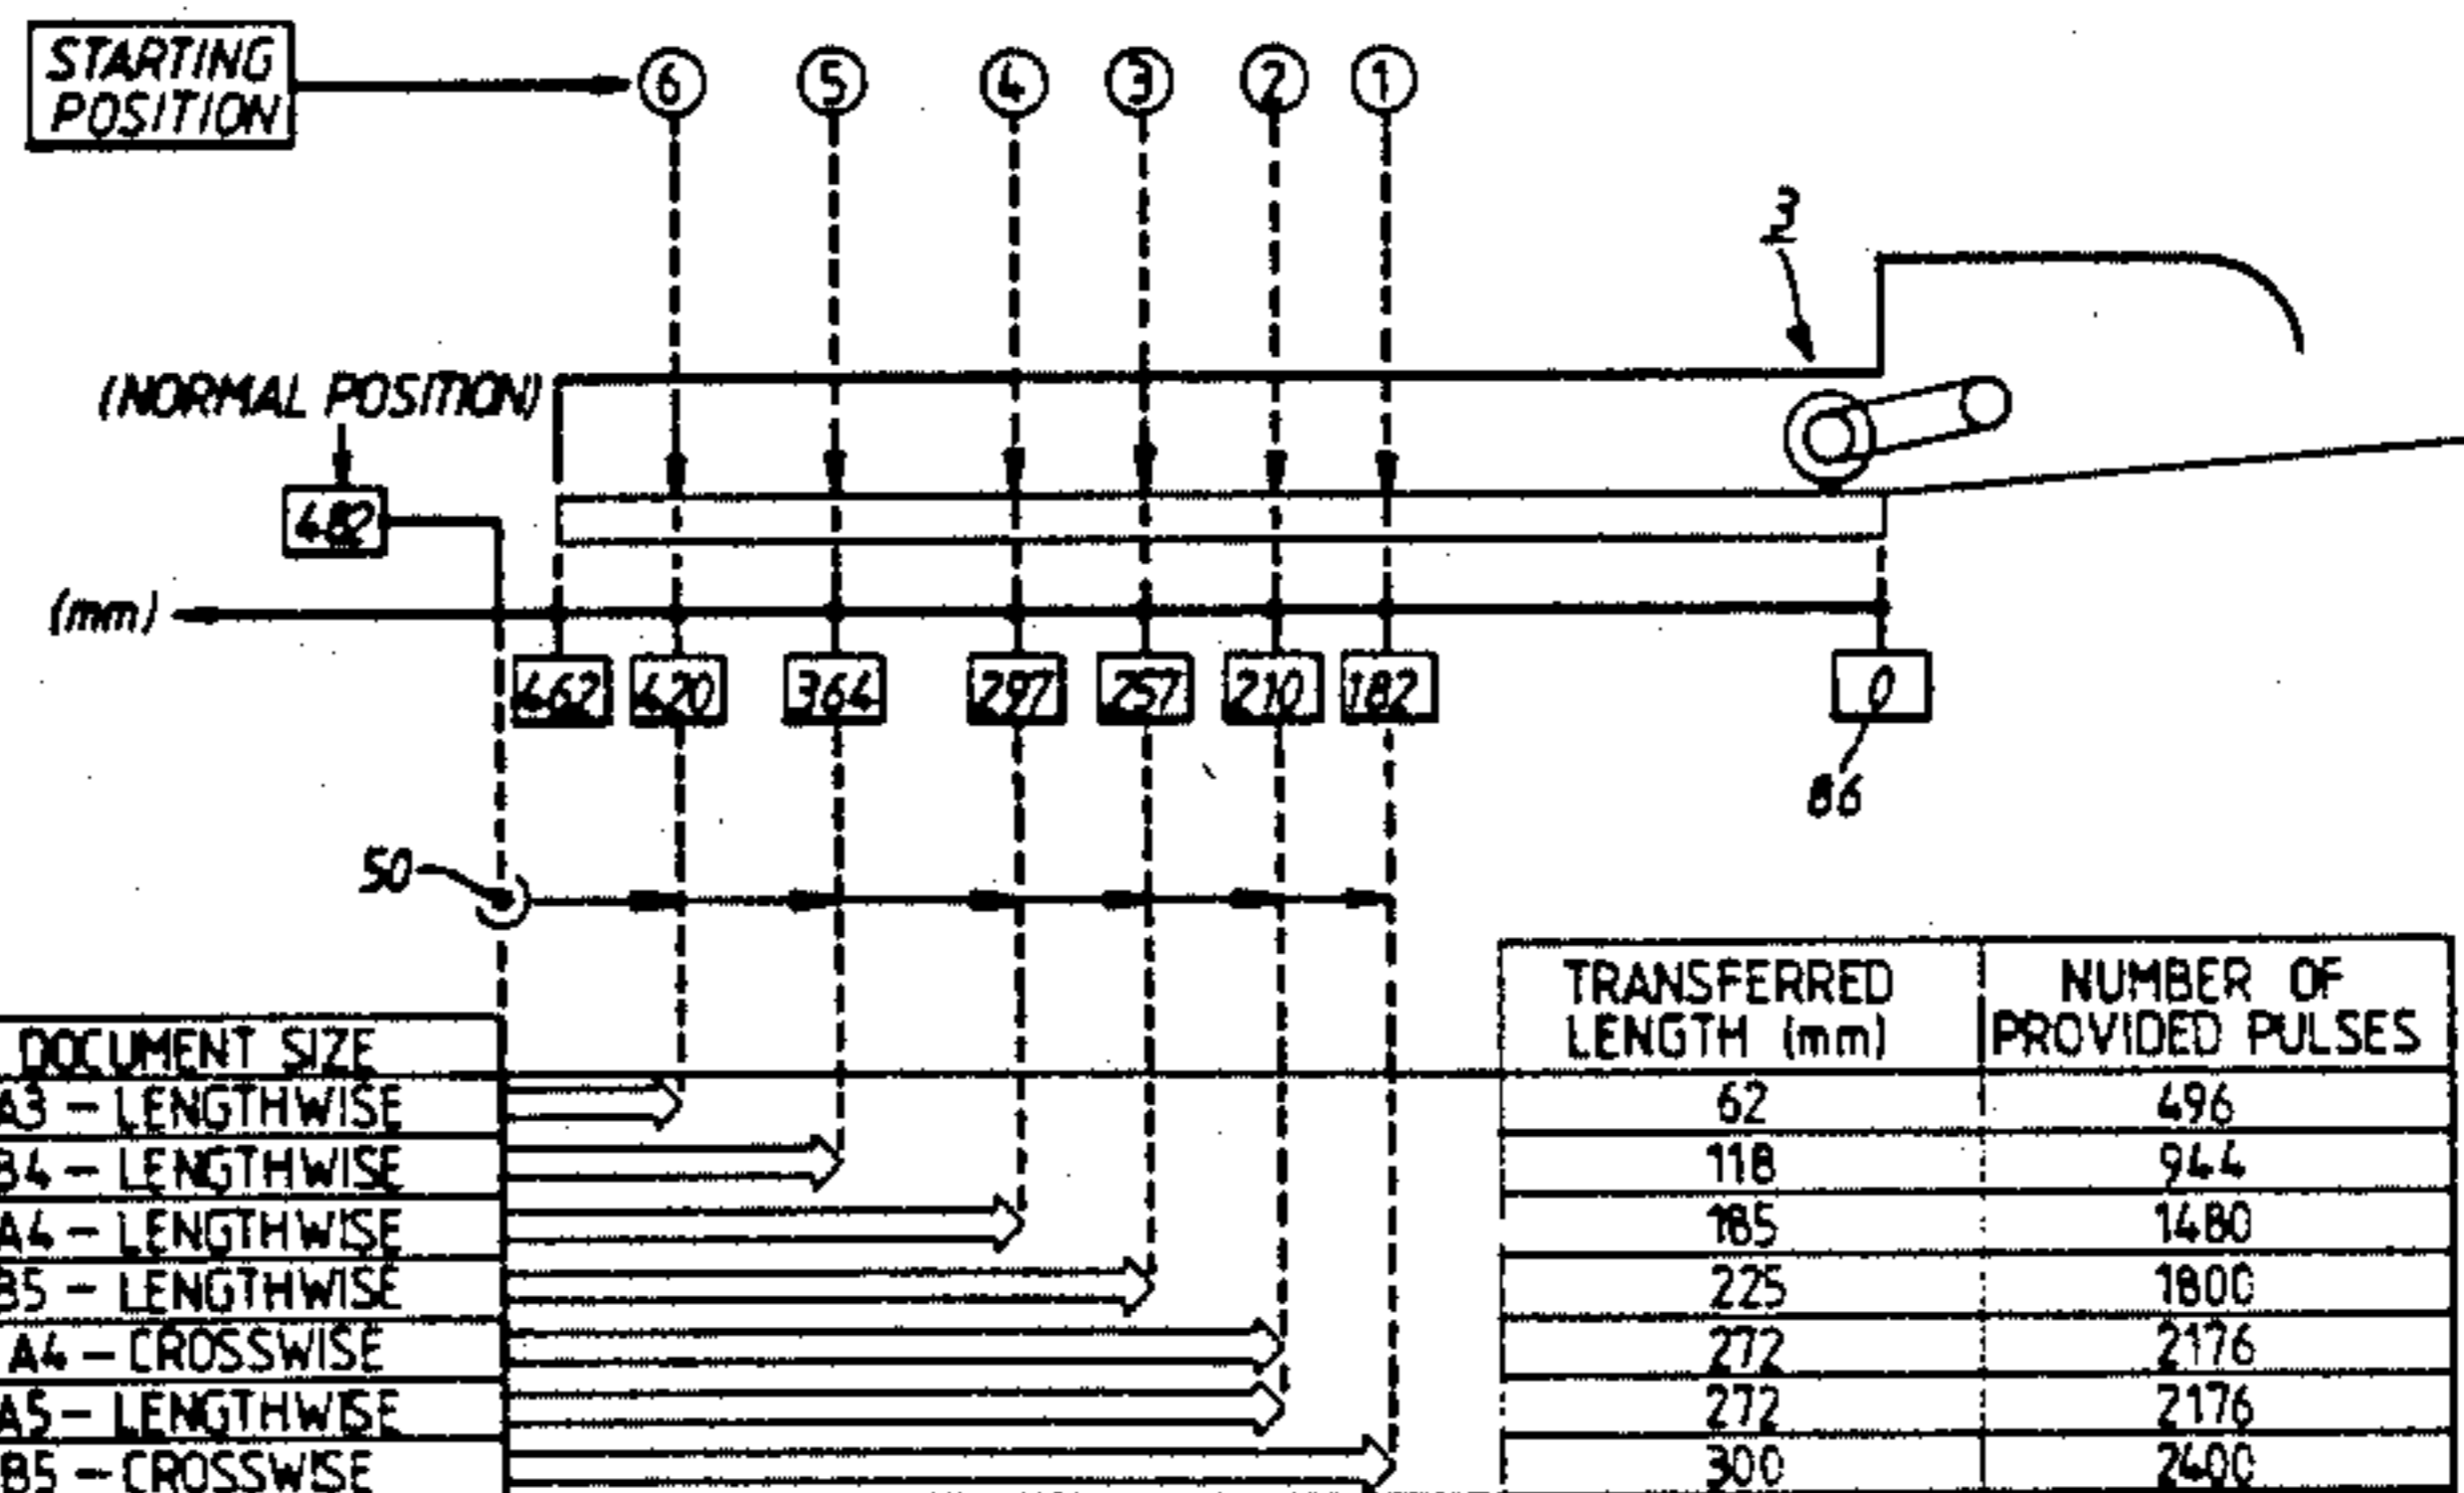 STARTING
POSITION
6 5 4 3 2 1
3
(NORMAL POSITION)
482
(mm)
462 420 364 297 257 210 182 0
86
50
DOCUMENT SIZE
TRANSFERRED
LENGTH (mm)
NUMBER OF
PROVIDED PULSES
A3 - LENGTHWISE 62 496
B4 - LENGTHWISE 118 944
A4 - LENGTHWISE 185 1480
B5 - LENGTHWISE 225 1800
A4 - CROSSWISE 272 2176
A5 - LENGTHWISE 272 2176
B5 - CROSSWISE 300 2400